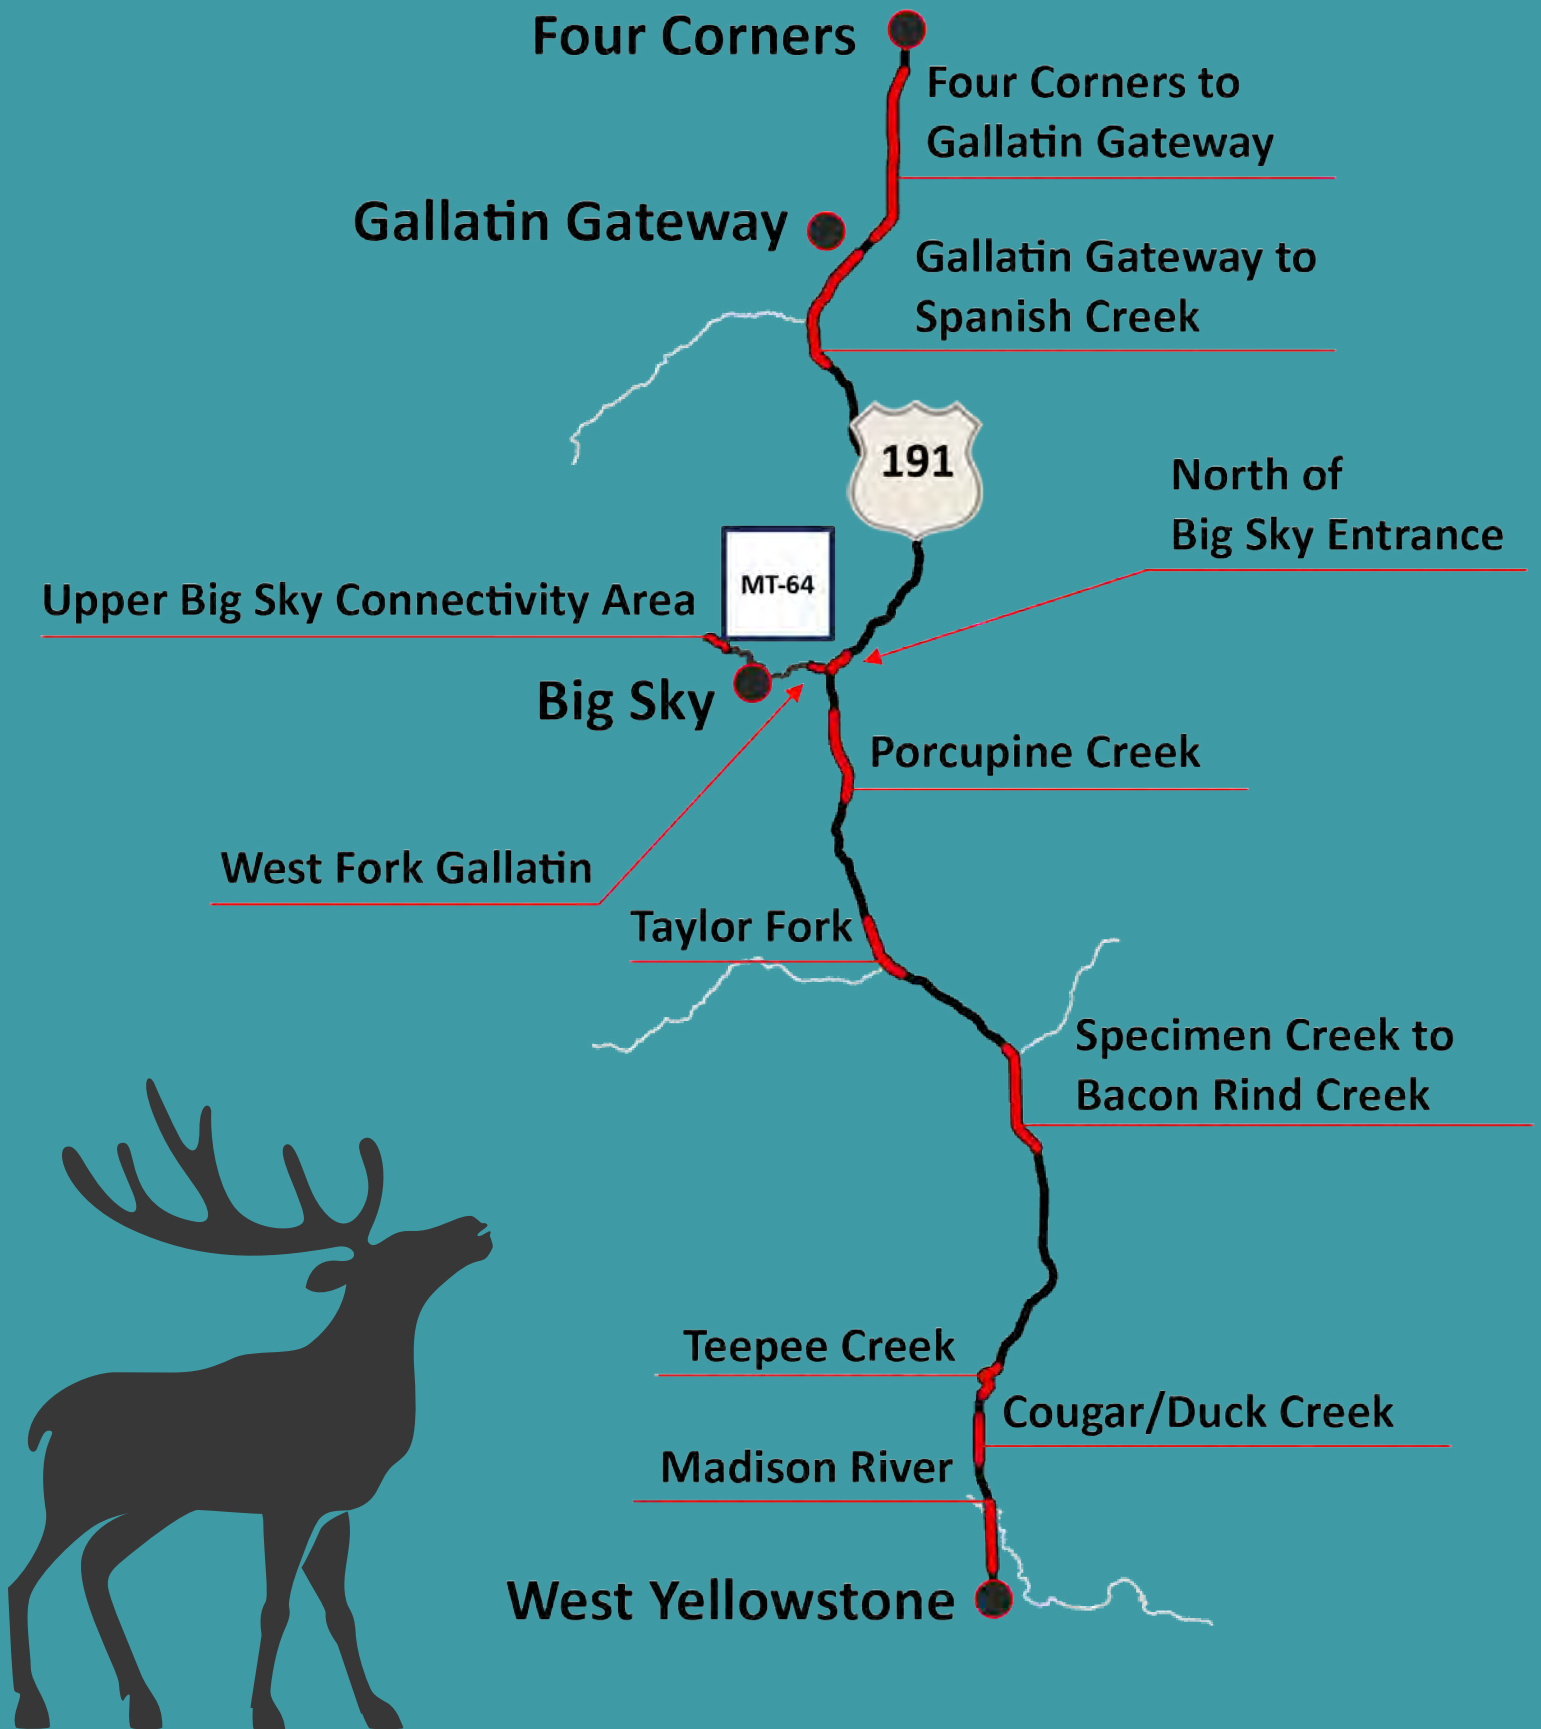 Four Corners
Four Corners to
Gallatin Gateway
Gallatin Gateway
Gallatin Gateway to
Spanish Creek
191
North of
Big Sky Entrance
MT-64
Upper Big Sky Connectivity Area
Big Sky
Porcupine Creek
West Fork Gallatin
Taylor Fork
Specimen Creek to
Bacon Rind Creek
Teepee Creek
Cougar/Duck Creek
Madison River
West Yellowstone